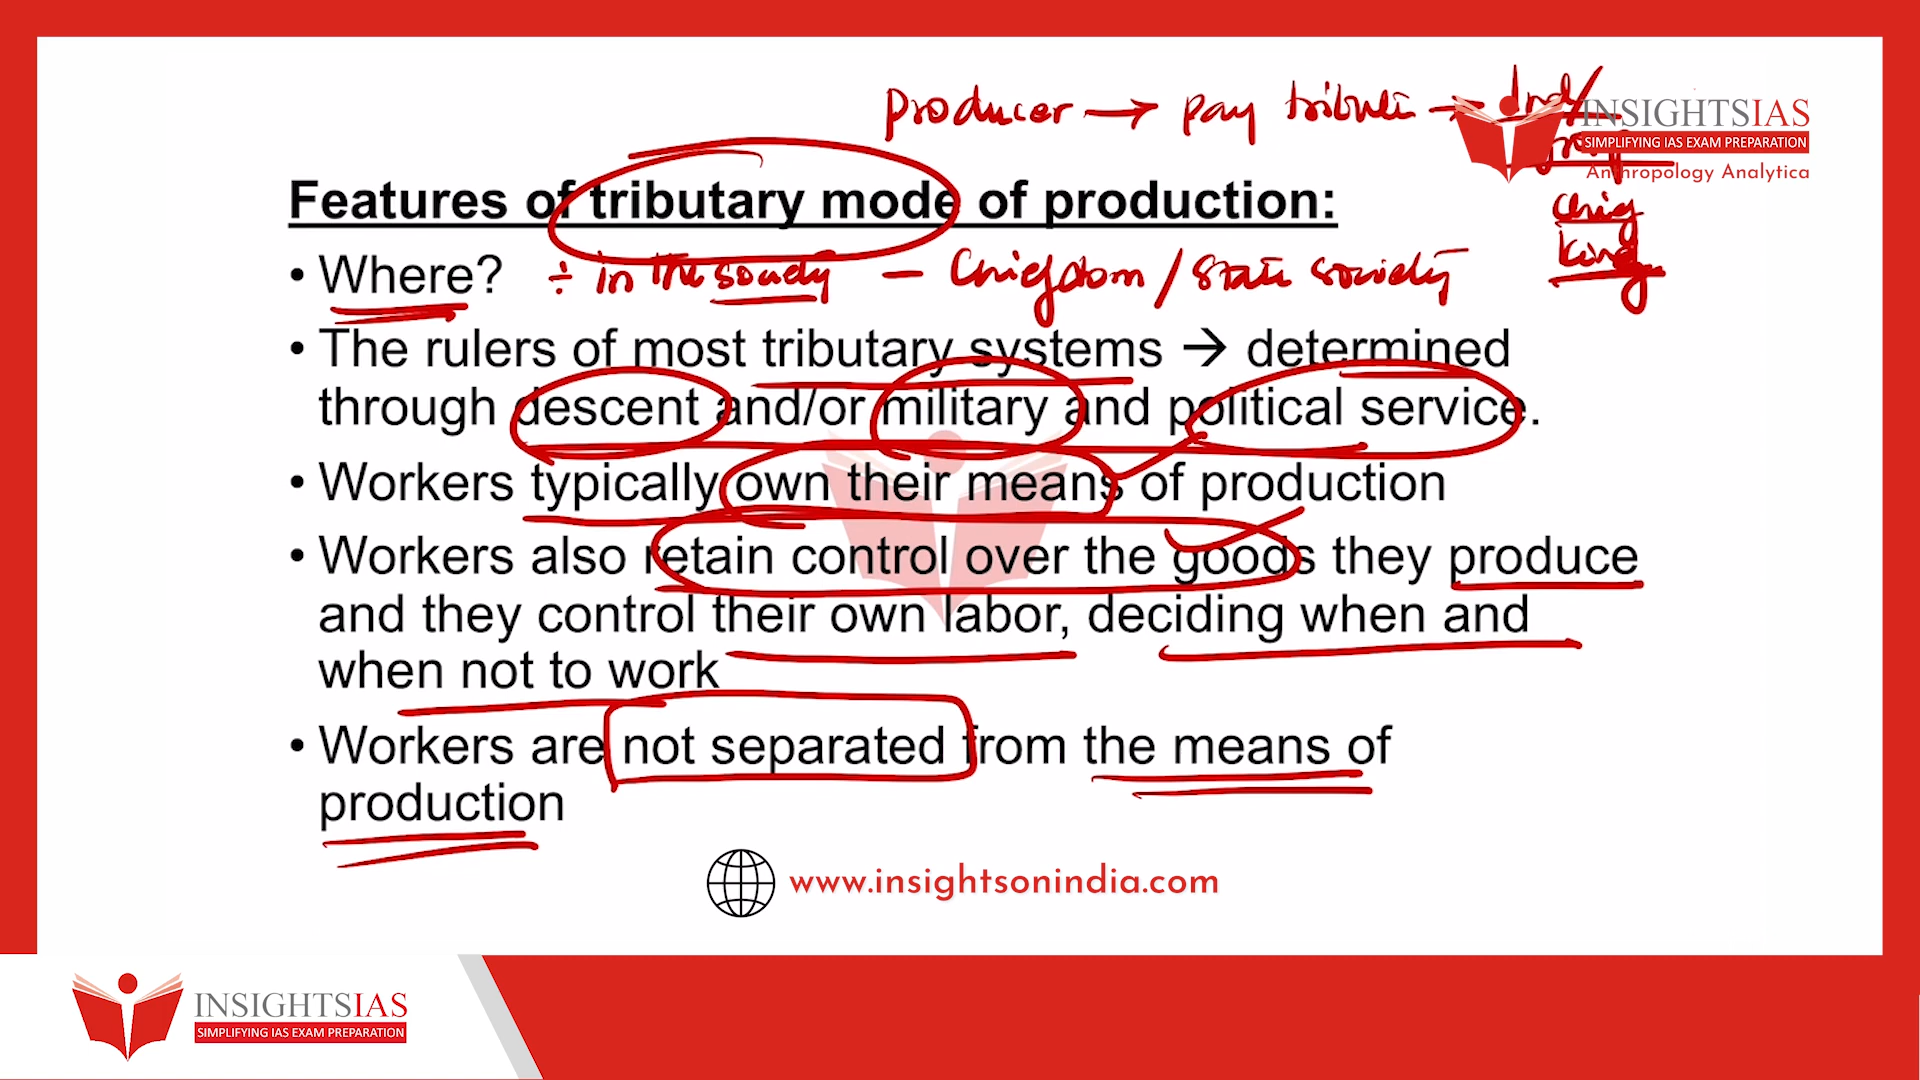 Producer → pay tribute → Ind/
INSIGHTSIAS
SIMPLIFYING IAS EXAM PREPARATION
Anthropology Analytica
Chief
King
Features of tributary mode of production:
• Where? ÷ in the society – Chiefdom / State society
• The rulers of most tributary systems → determined
through descent and/or military and political service.
• Workers typically own their means of production
• Workers also retain control over the goods they produce
and they control their own labor, deciding when and
when not to work
• Workers are not separated from the means of
production
www.insightsonindia.com
INSIGHTSIAS
SIMPLIFYING IAS EXAM PREPARATION